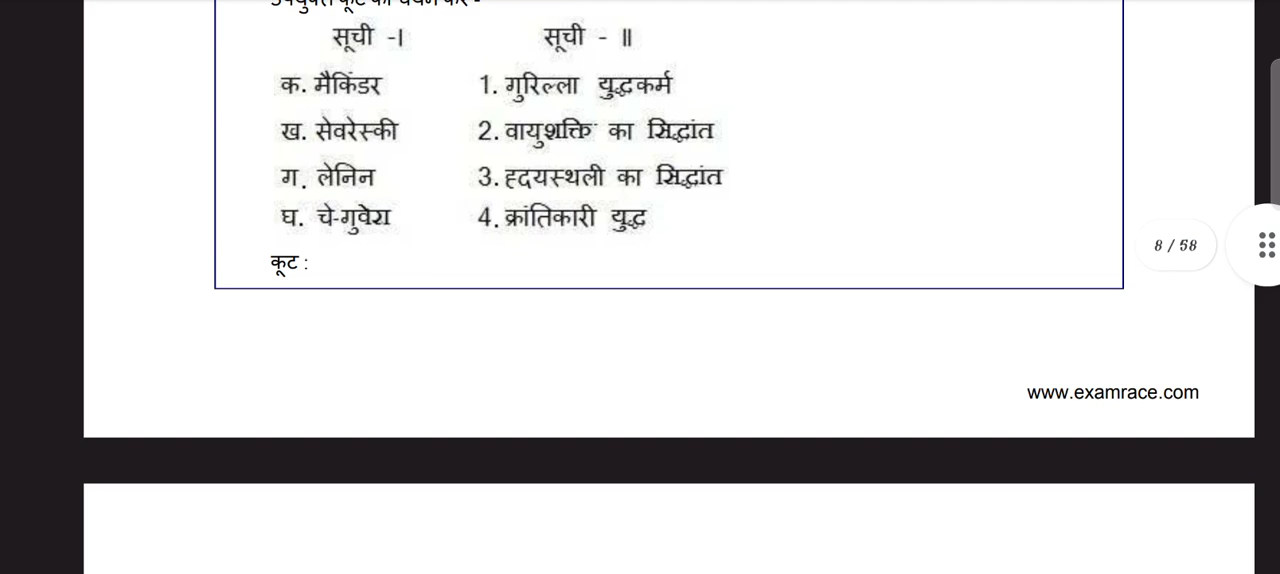 सूची -I सूची - II
क. मैकिंडर 1. गुरिल्ला युद्धकर्म
ख. सेवरेस्की 2. वायुशक्ति का सिद्धांत
ग. लेनिन 3. ह्दयस्थली का सिद्धांत
घ. चे-गुवेरा 4. क्रांतिकारी युद्ध
कूट :
8 / 58
www.examrace.com